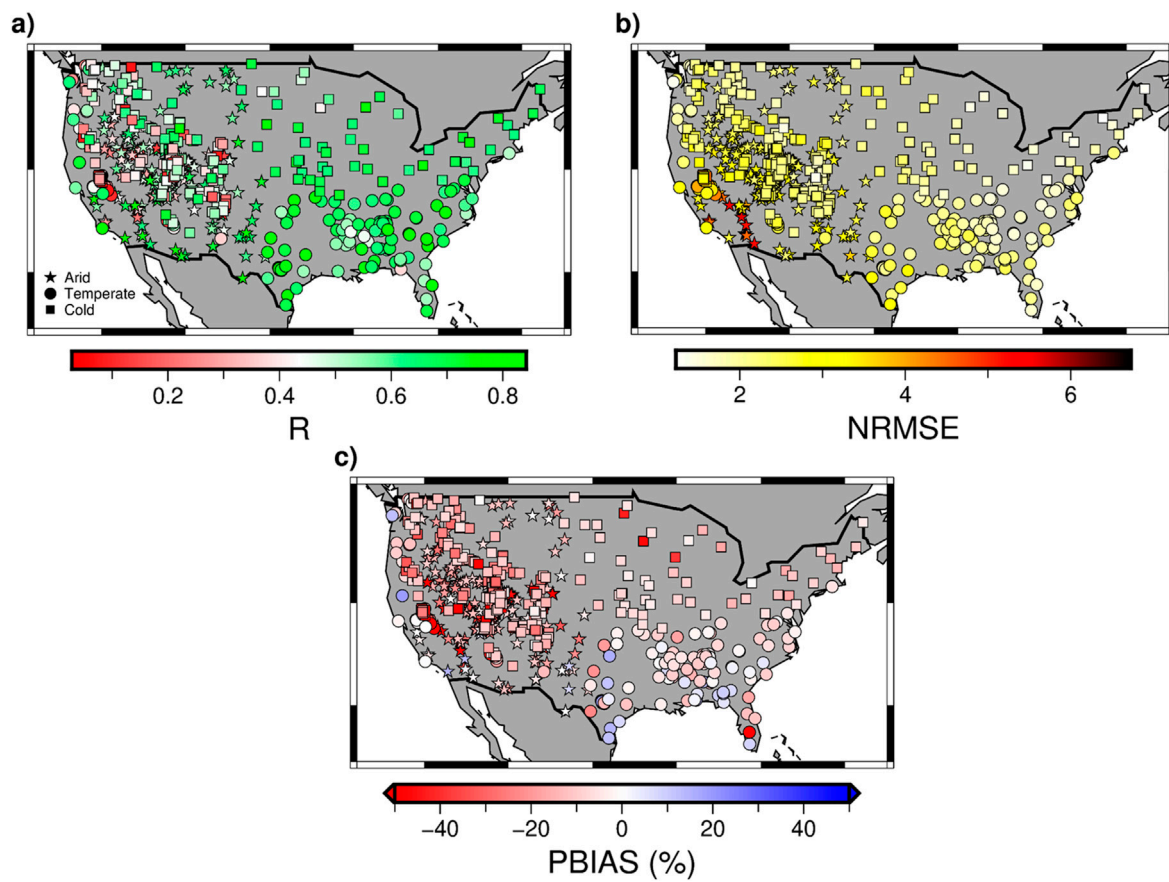 a)
b)
★ Arid
● Temperate
■ Cold
0.2 0.4 0.6 0.8
R
2 4 6
NRMSE
c)
−40 −20 0 20 40
PBIAS (%)